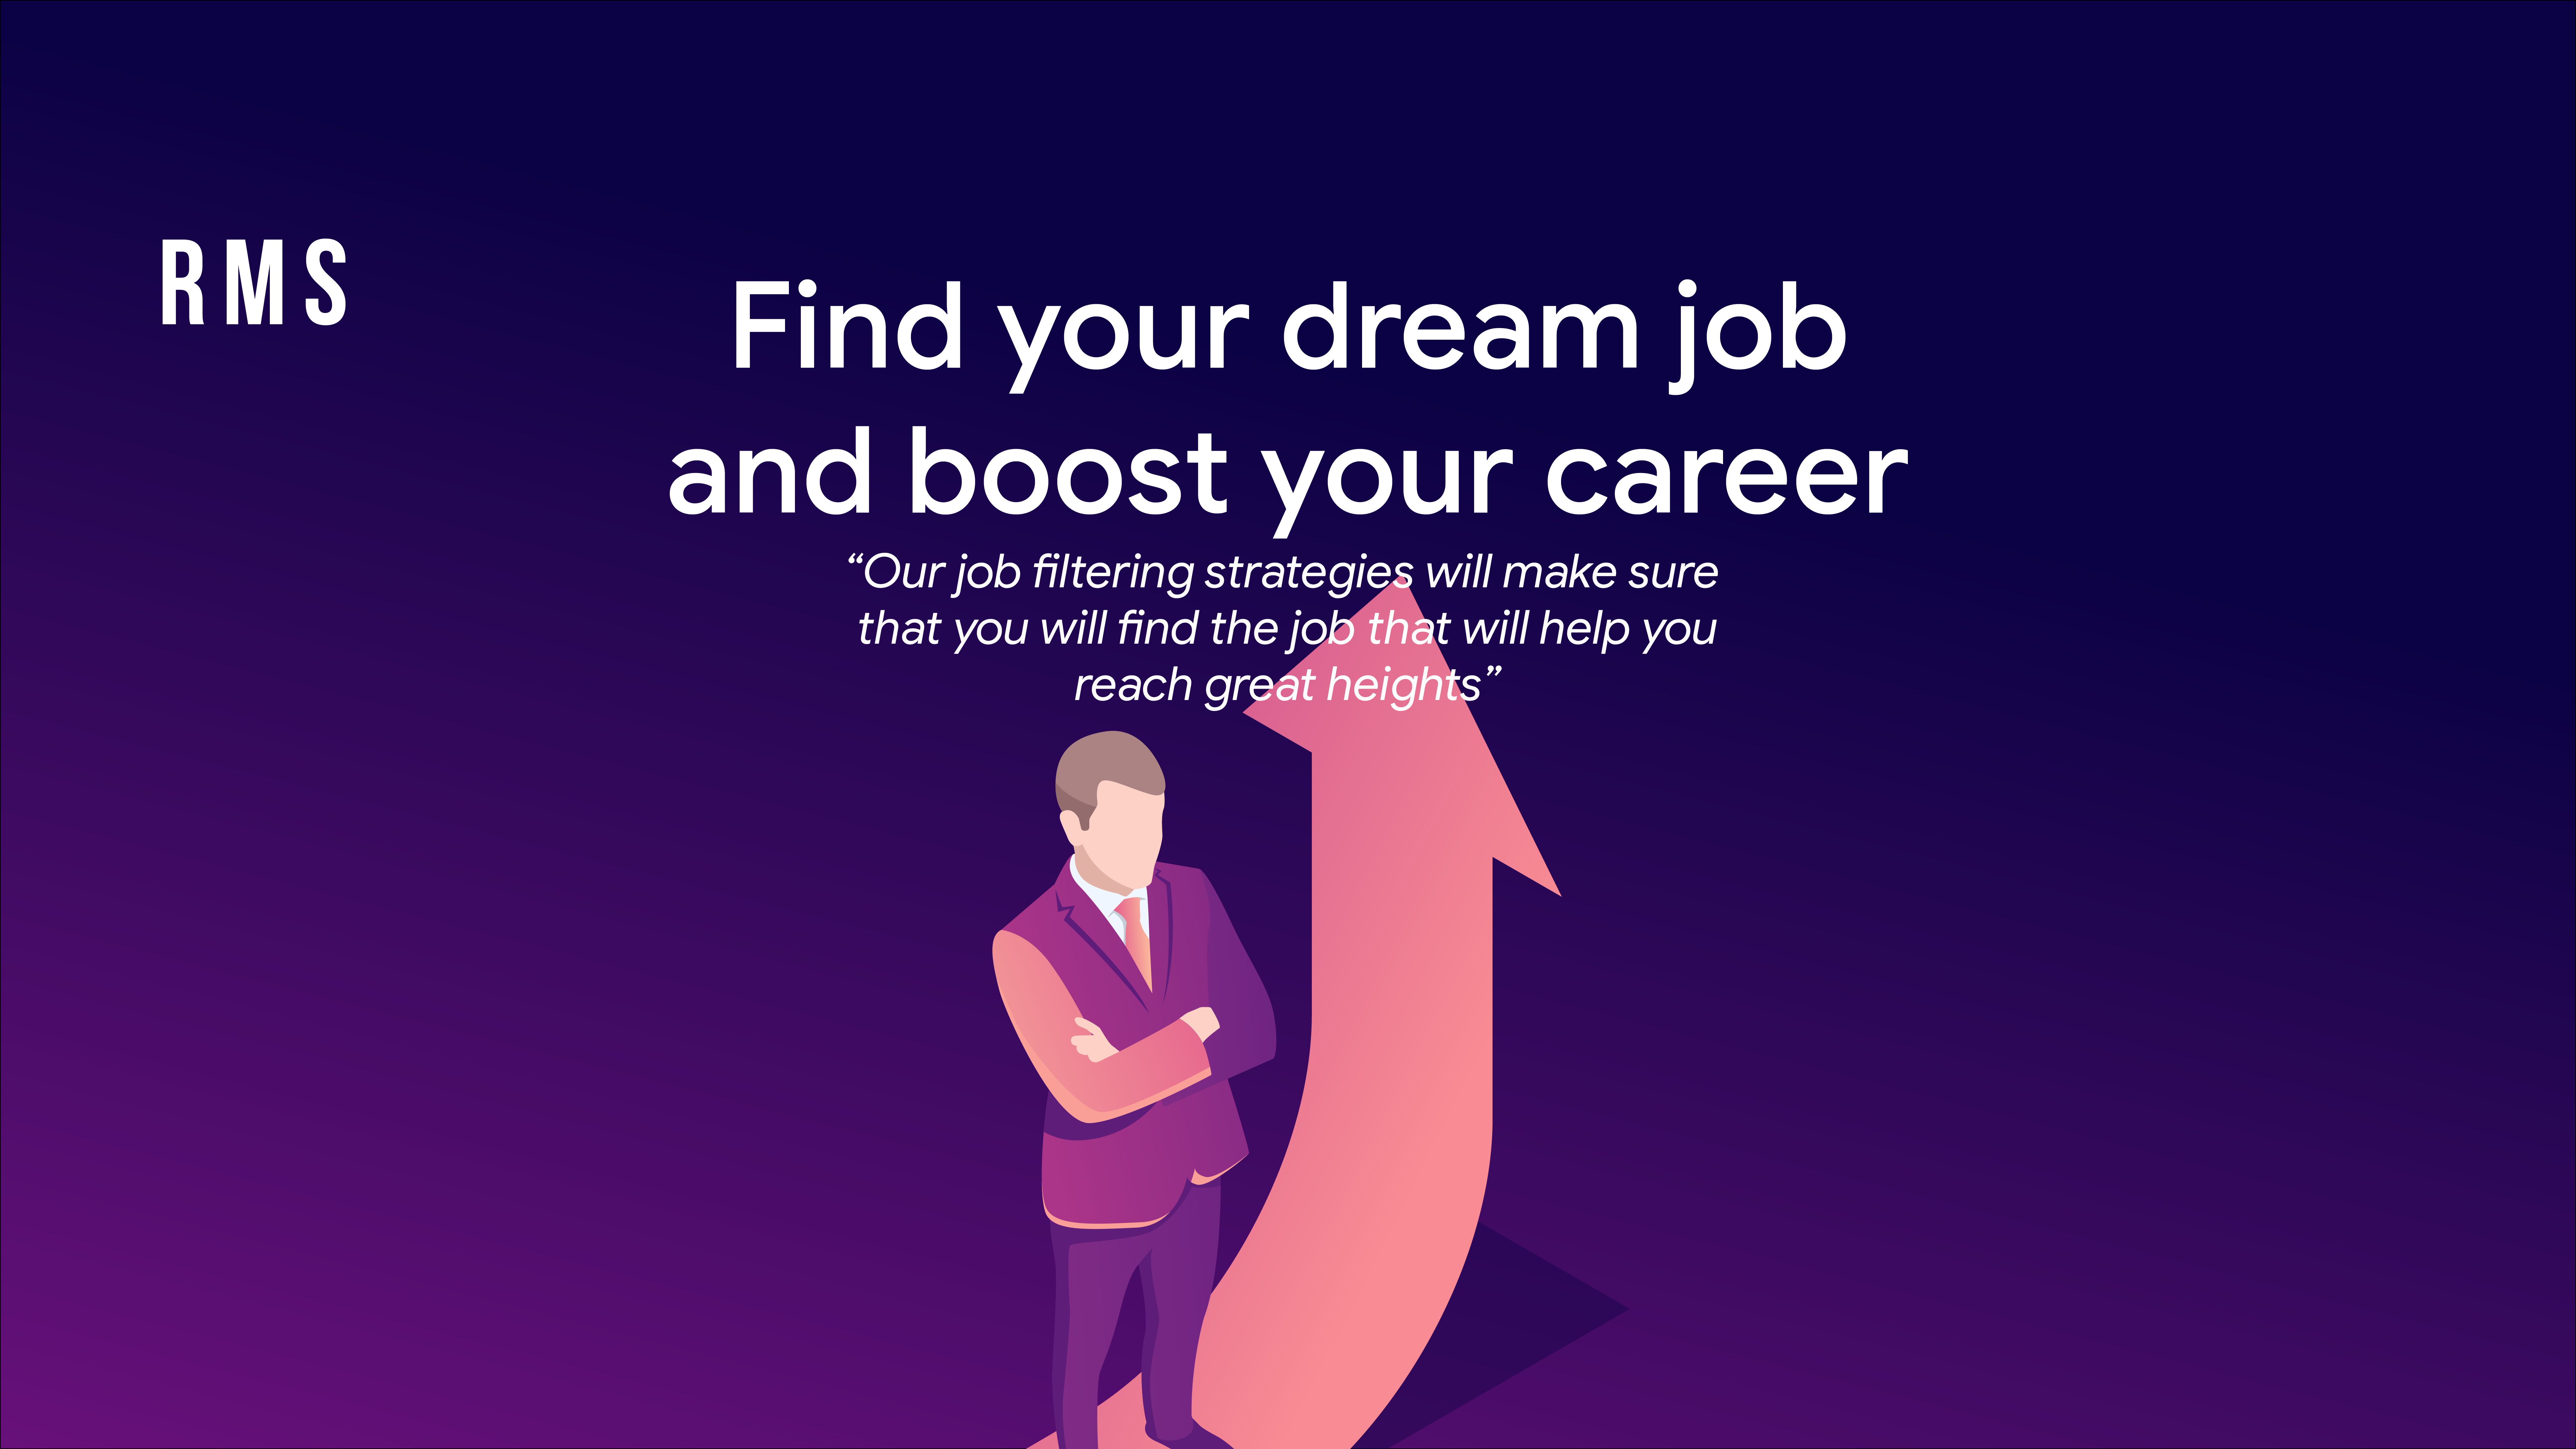 RMS
Find your dream job
and boost your career
“Our job filtering strategies will make sure
that you will find the job that will help you
reach great heights”